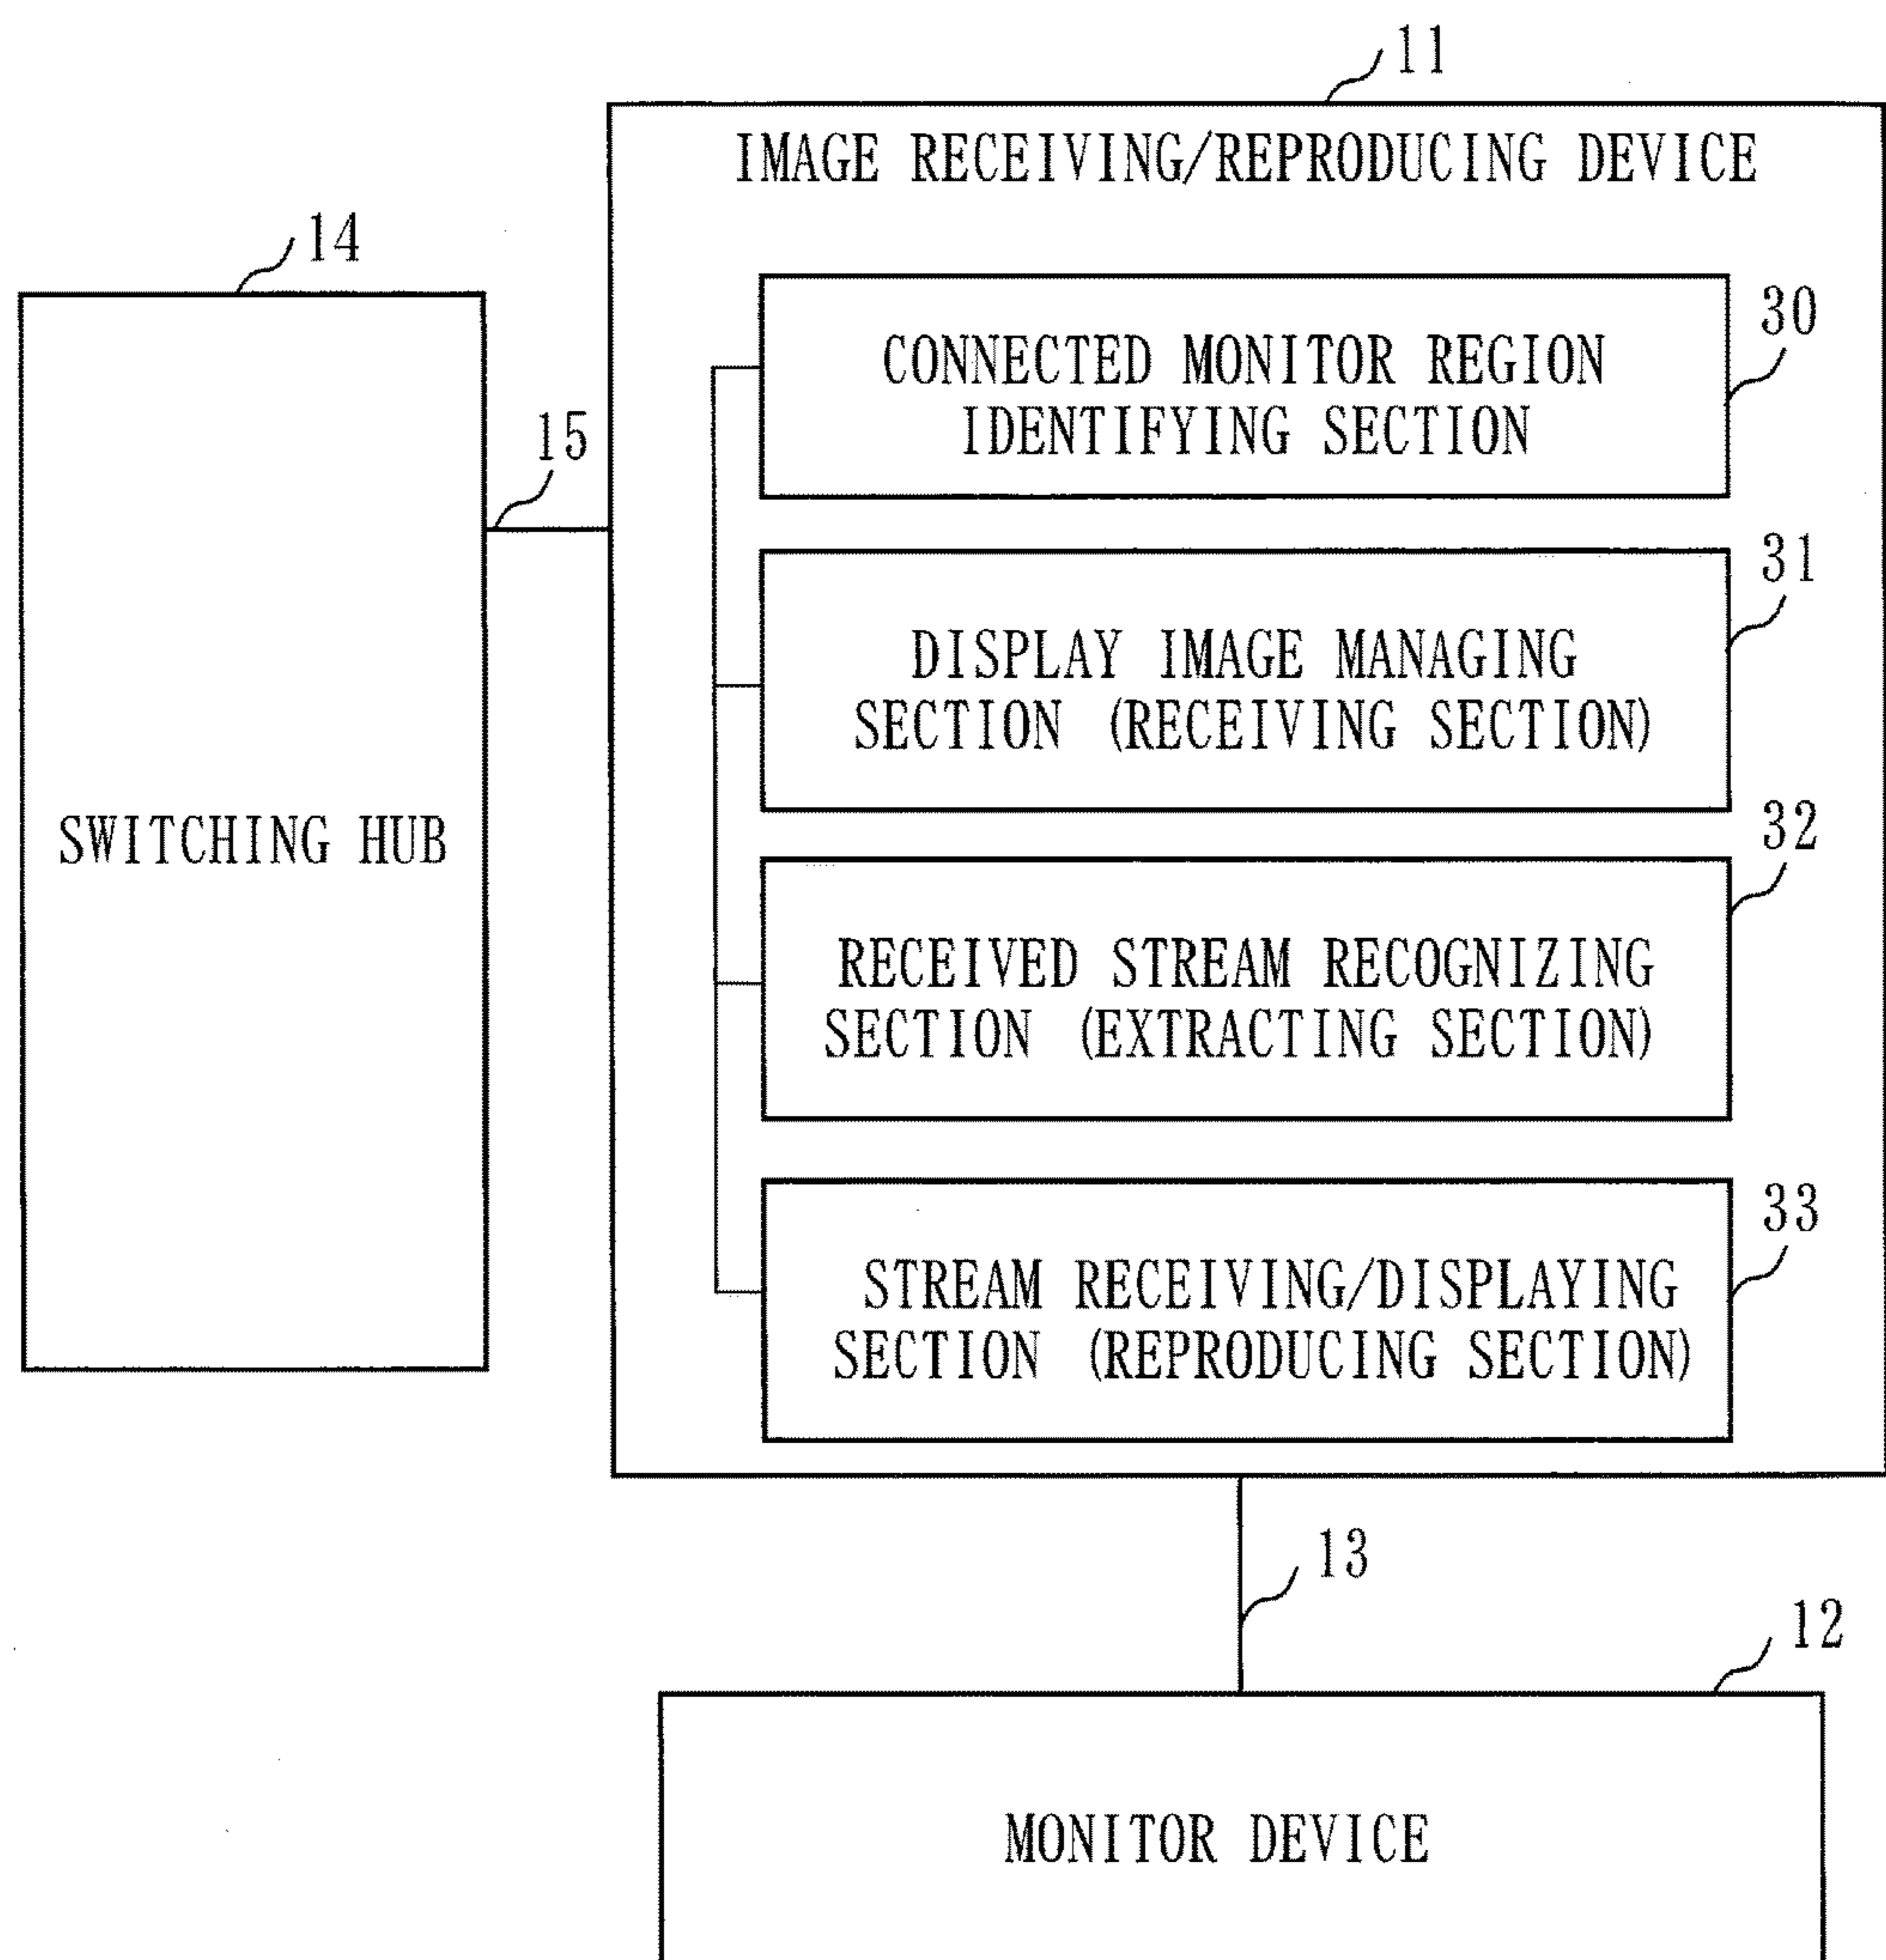 11
IMAGE RECEIVING/REPRODUCING DEVICE
14
30
CONNECTED MONITOR REGION
IDENTIFYING SECTION
15
31
DISPLAY IMAGE MANAGING
SECTION (RECEIVING SECTION)
32
SWITCHING HUB
RECEIVED STREAM RECOGNIZING
SECTION (EXTRACTING SECTION)
33
STREAM RECEIVING/DISPLAYING
SECTION (REPRODUCING SECTION)
13
12
MONITOR DEVICE